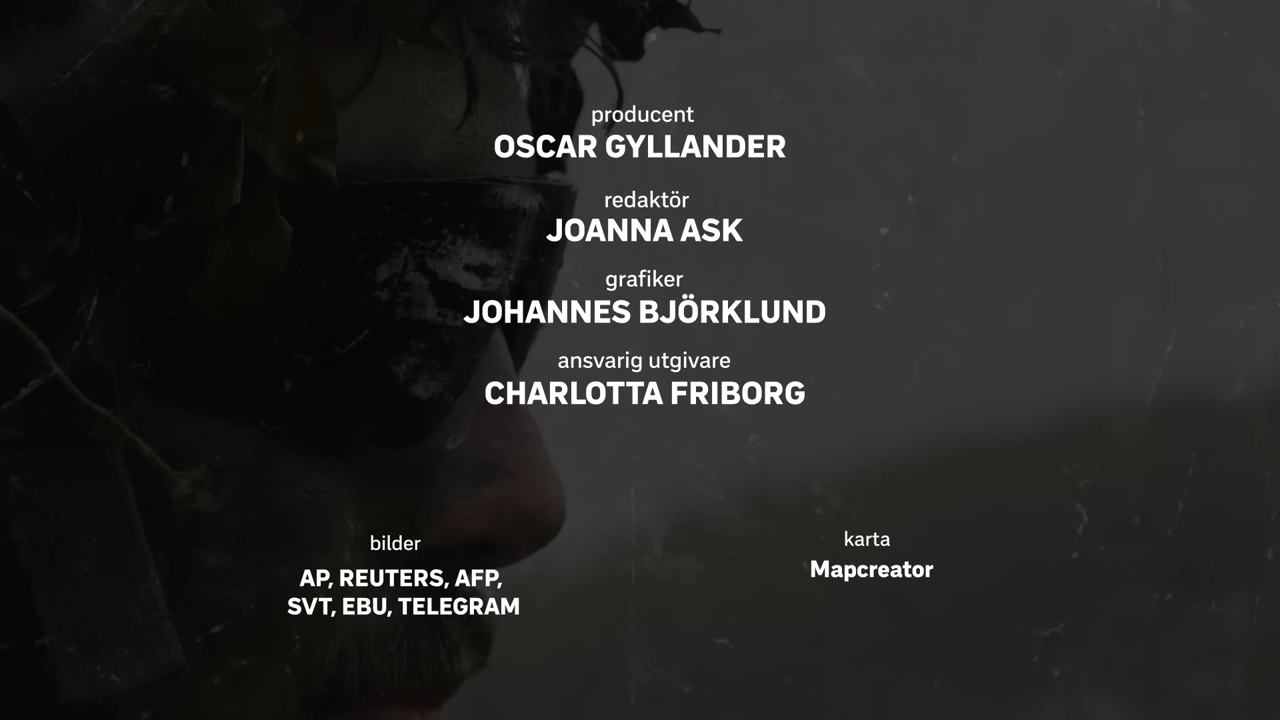 producent
OSCAR GYLLANDER
redaktör
JOANNA ASK
grafiker
JOHANNES BJÖRKLUND
ansvarig utgivare
CHARLOTTA FRIBORG
bilder
AP, REUTERS, AFP,
SVT, EBU, TELEGRAM
karta
Mapcreator